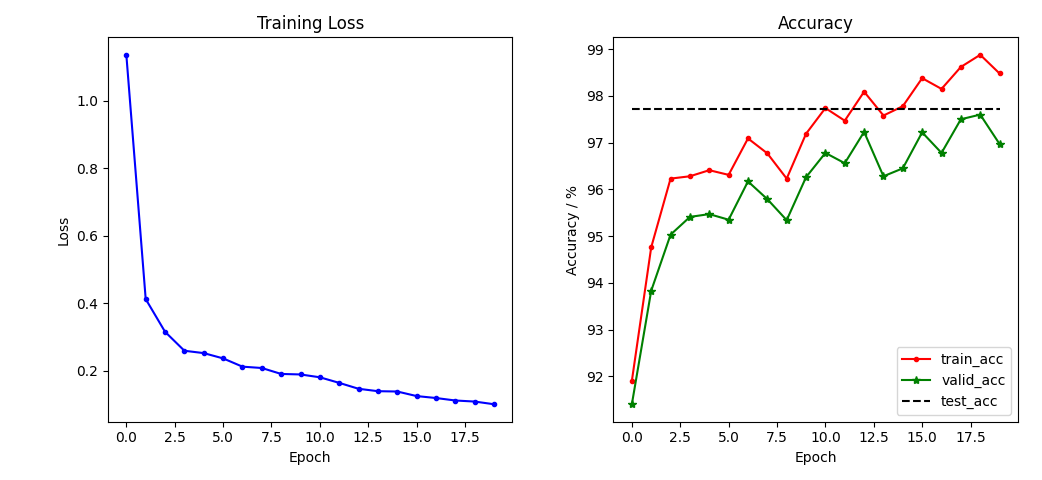 Training Loss
1.0
0.8
0.6
0.4
0.2
Loss
0.0 2.5 5.0 7.5 10.0 12.5 15.0 17.5
Epoch
Accuracy
99
98
97
96
95
94
93
92
Accuracy / %
train_acc
valid_acc
test_acc
0.0 2.5 5.0 7.5 10.0 12.5 15.0 17.5
Epoch